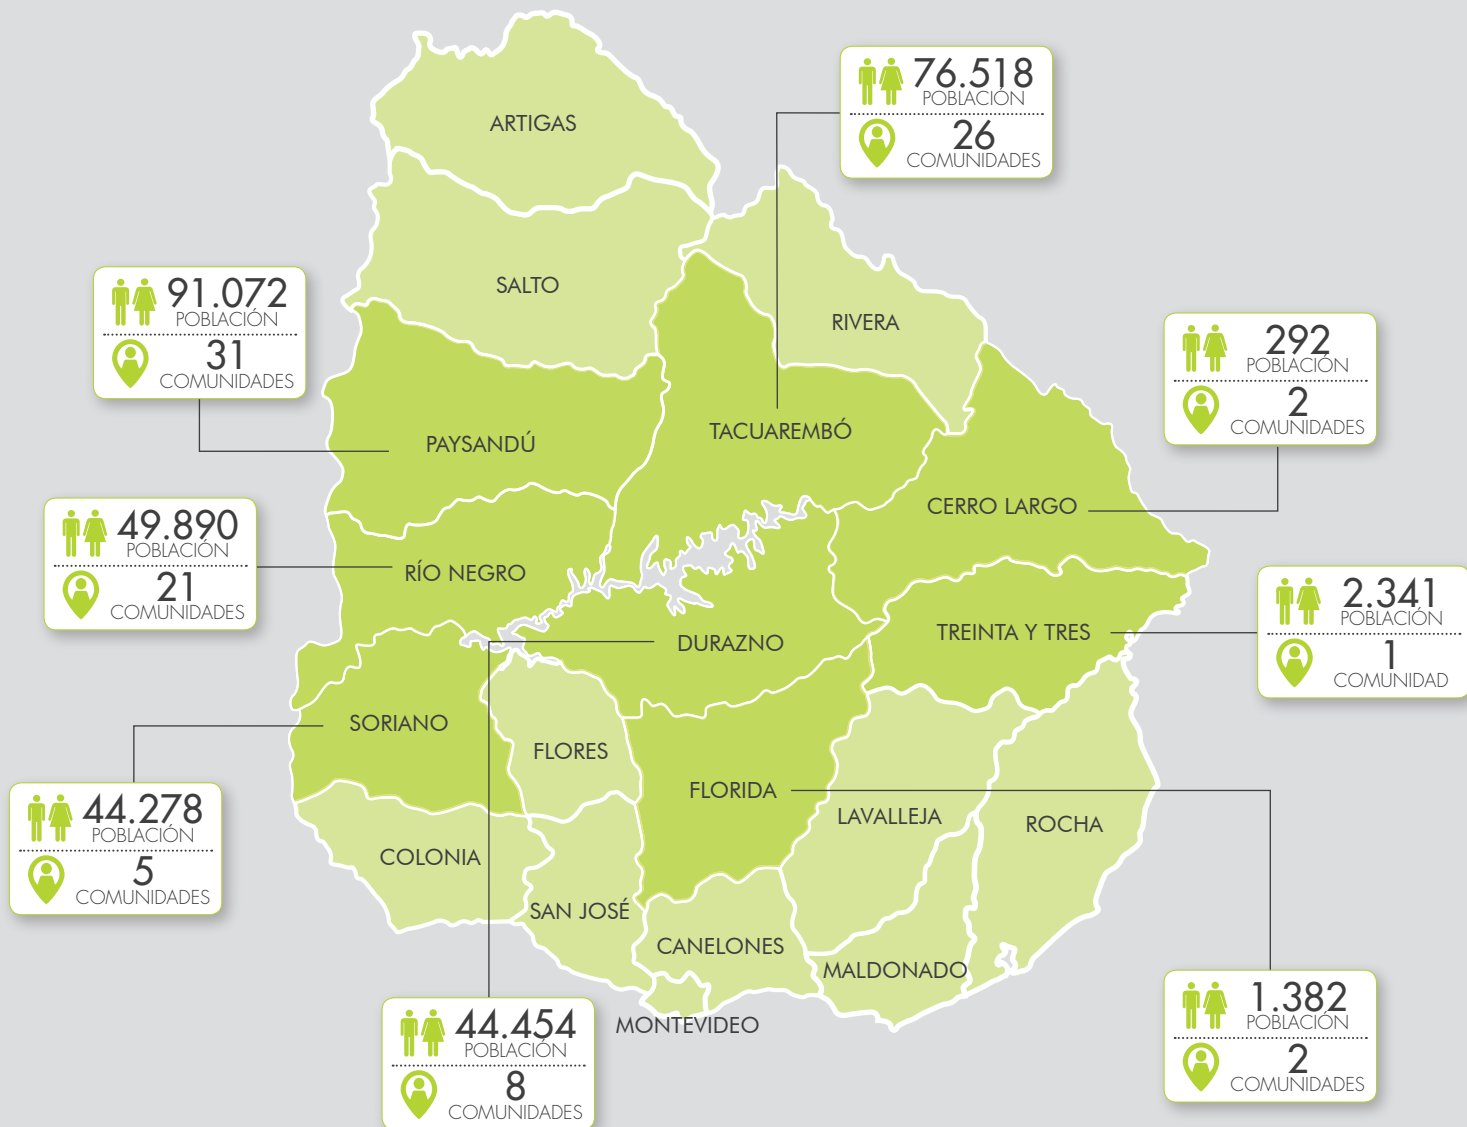 ARTIGAS
76.518
POBLACIÓN
26
COMUNIDADES
SALTO
91.072
POBLACIÓN
31
COMUNIDADES
RIVERA
292
POBLACIÓN
2
COMUNIDADES
PAYSANDÚ
TACUAREMBÓ
CERRO LARGO
49.890
POBLACIÓN
21
COMUNIDADES
RÍO NEGRO
2.341
POBLACIÓN
1
COMUNIDAD
DURAZNO
TREINTA Y TRES
SORIANO
FLORES
44.278
POBLACIÓN
5
COMUNIDADES
FLORIDA
LAVALLEJA
ROCHA
COLONIA
SAN JOSÉ
CANELONES
MALDONADO
MONTEVIDEO
44.454
POBLACIÓN
8
COMUNIDADES
1.382
POBLACIÓN
2
COMUNIDADES